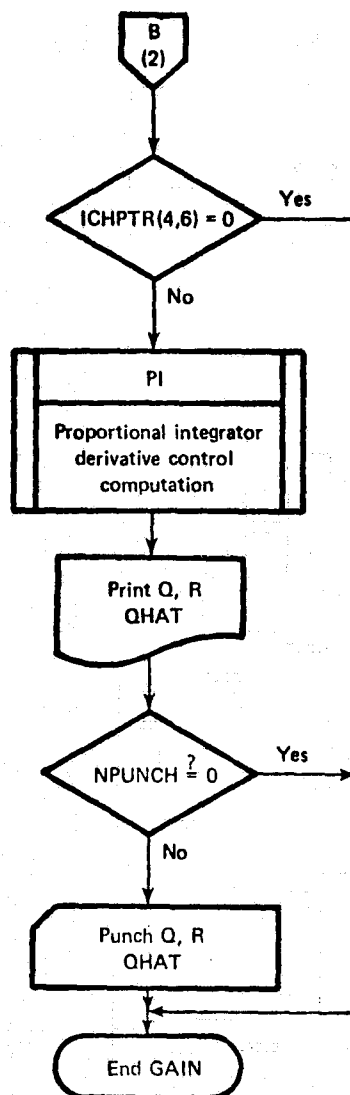 B
(2)
ICHPTR(4,6) = 0
Yes
No
PI
Proportional integrator
derivative control
computation
Print Q, R
QHAT
NPUNCH ?= 0
Yes
No
Punch Q, R
QHAT
End GAIN